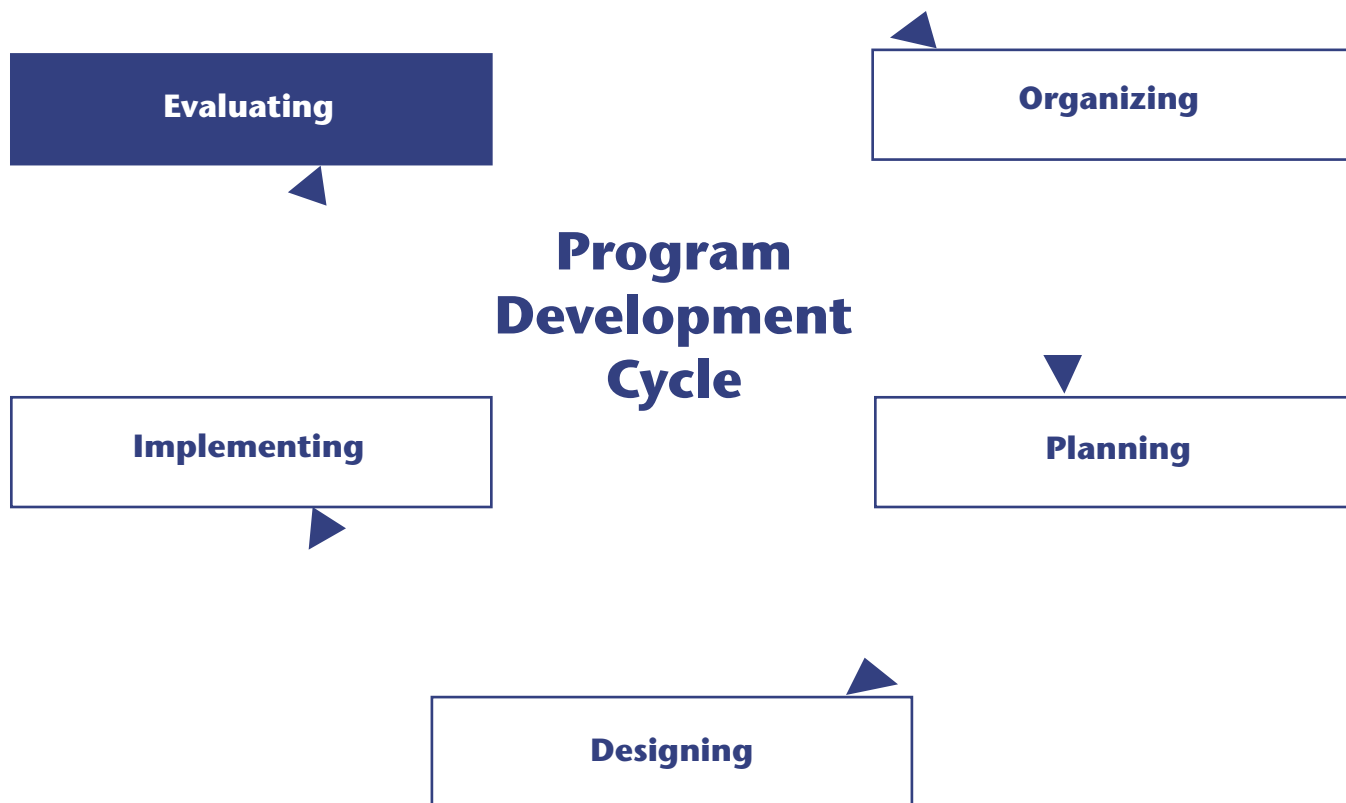 Evaluating
Organizing
Program
Development
Cycle
Implementing
Planning
Designing